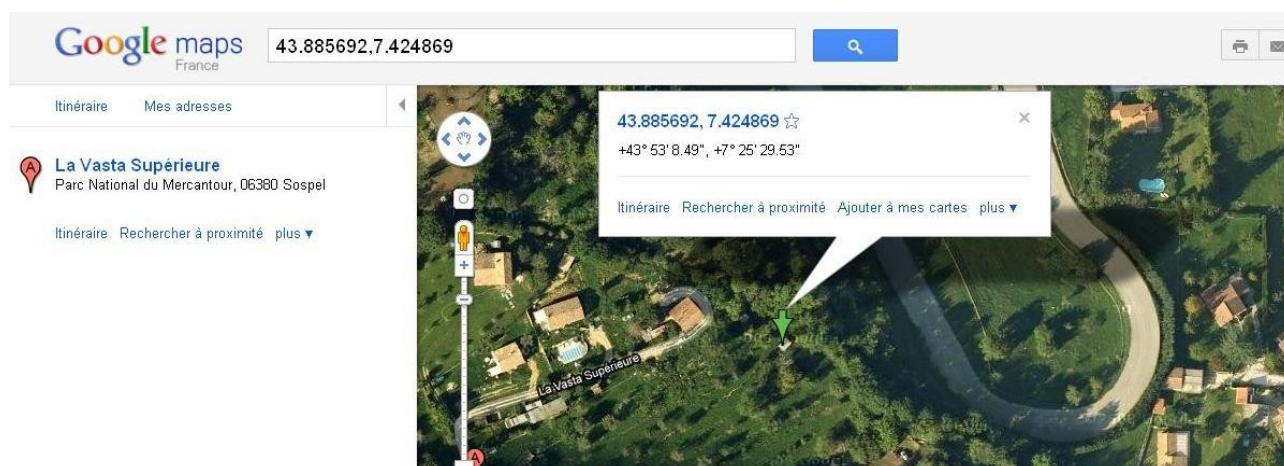 Google maps
France
43.885692,7.424869
Itinéraire Mes adresses
A
La Vasta Supérieure
Parc National du Mercantour, 06380 Sospel
Itinéraire Rechercher à proximité plus ▼
43.885692, 7.424869 ☆
+43° 53' 8.49", +7° 25' 29.53"
Itinéraire Rechercher à proximité Ajouter à mes cartes plus ▼
La Vasta Supérieure
A